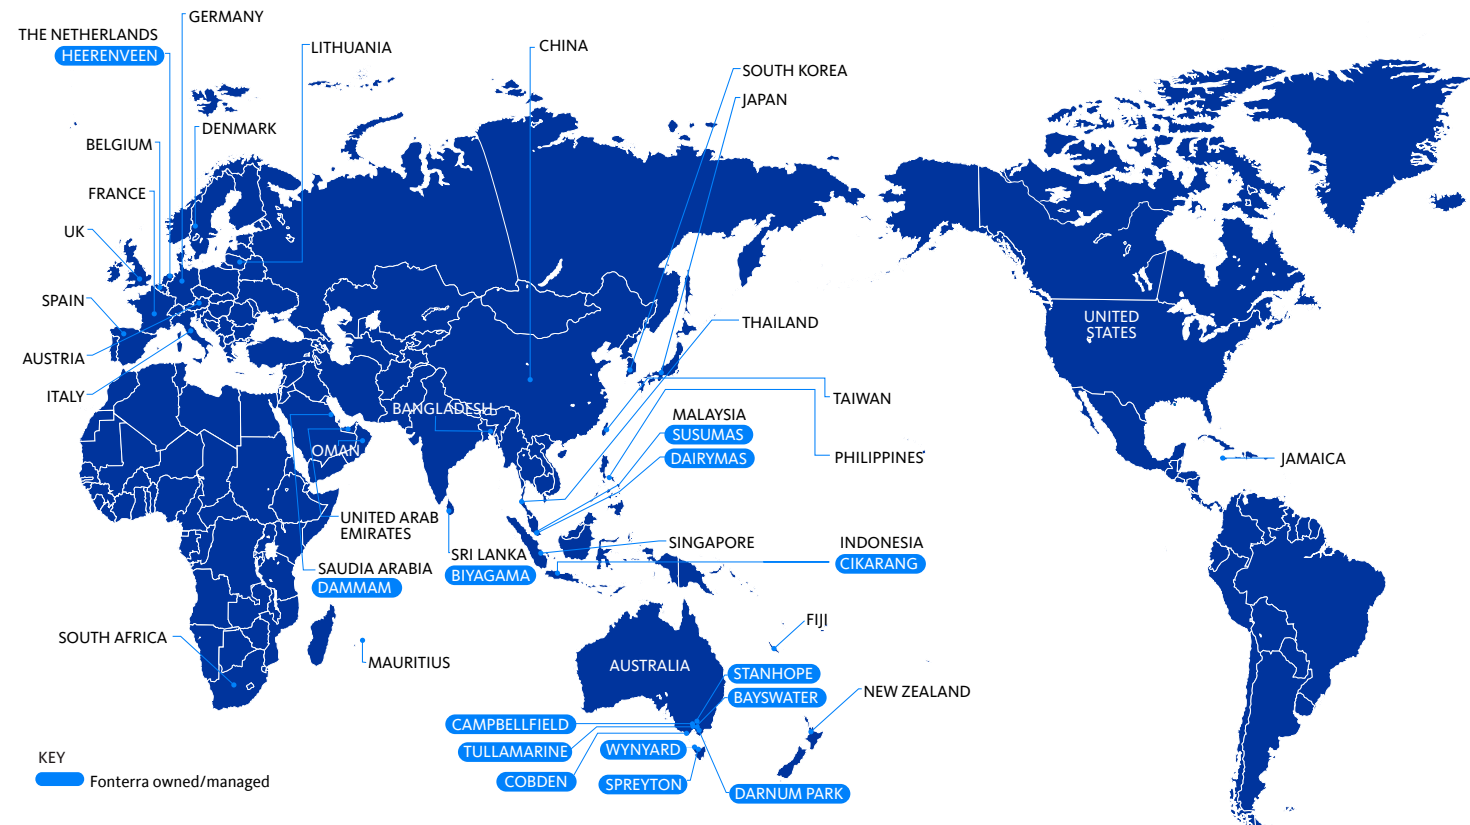 GERMANY
THE NETHERLANDS
HEERENVEEN
LITHUANIA
CHINA
SOUTH KOREA
JAPAN
DENMARK
BELGIUM
FRANCE
UK
SPAIN
AUSTRIA
ITALY
UNITED
STATES
THAILAND
TAIWAN
BANGLADESH
MALAYSIA
SUSUMAS
DAIRYMAS
PHILIPPINES
JAMAICA
OMAN
UNITED ARAB
EMIRATES
SRI LANKA
BIYAGAMA
SINGAPORE
INDONESIA
CIKARANG
SAUDIA ARABIA
DAMMAM
SOUTH AFRICA
MAURITIUS
FIJI
AUSTRALIA
STANHOPE
BAYSWATER
NEW ZEALAND
CAMPBELLFIELD
TULLAMARINE
WYNYARD
COBDEN
SPREYTON
DARNUM PARK
KEY
Fonterra owned/managed